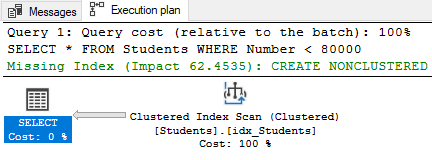 Messages Execution plan
Query 1: Query cost (relative to the batch): 100%
SELECT * FROM Students WHERE Number < 80000
Missing Index (Impact 62.4535): CREATE NONCLUSTERED
SELECT
Cost: 0 %
Clustered Index Scan (Clustered)
[Students].[idx_Students]
Cost: 100 %